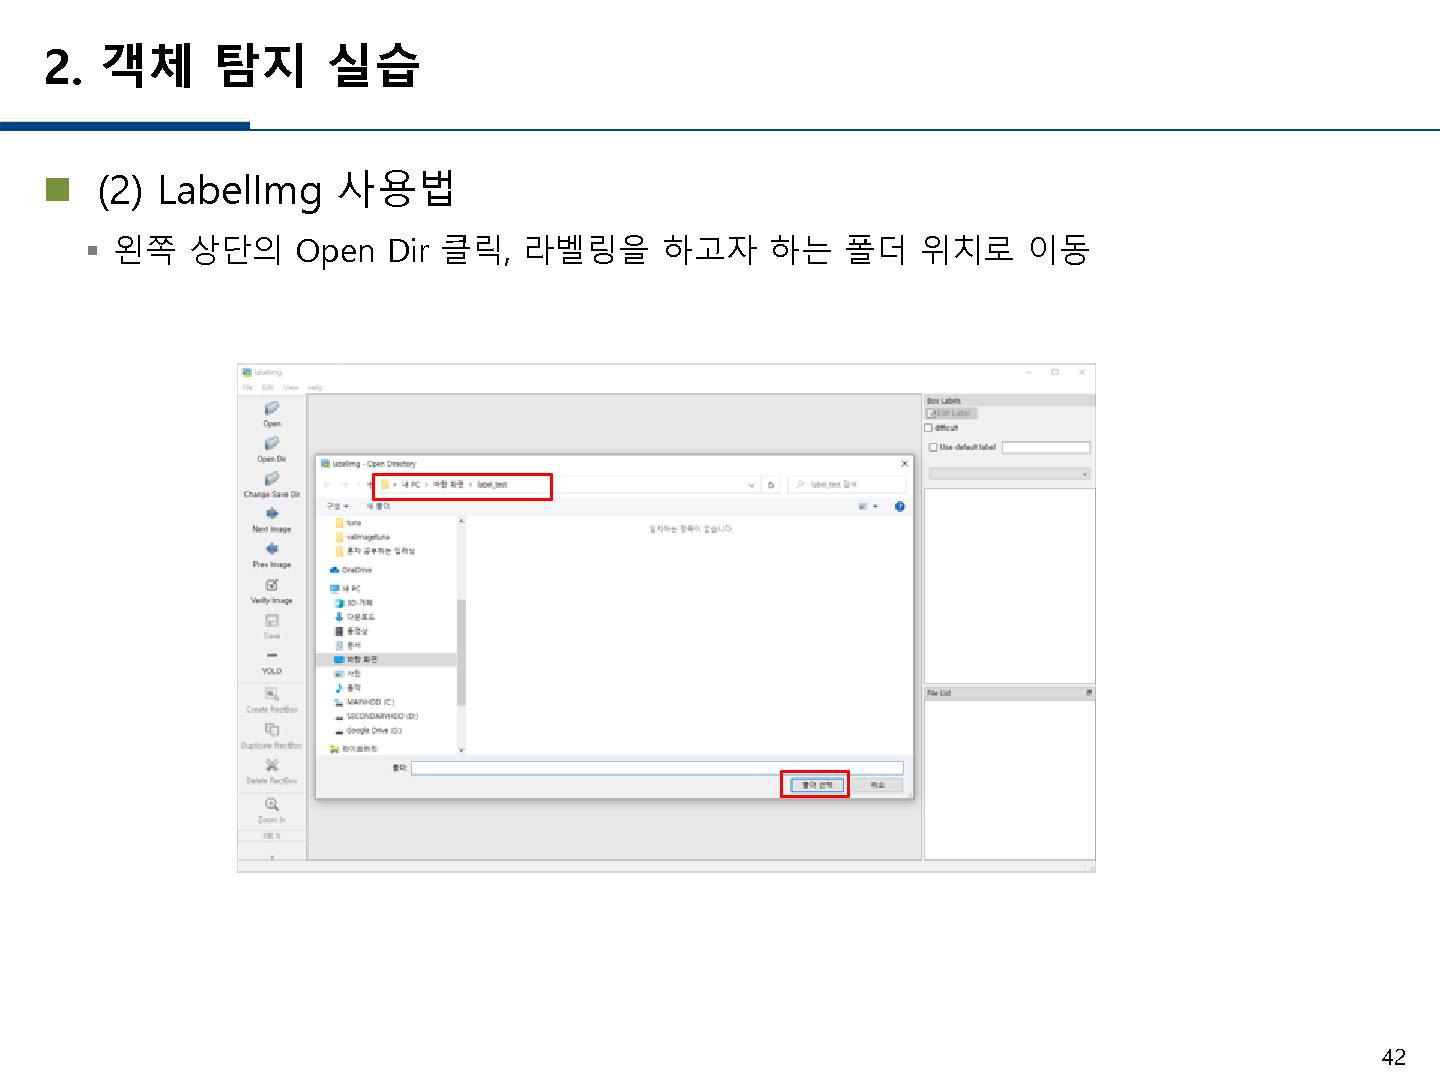 2. 객체 탐지 실습
(2) LabelImg 사용법
왼쪽 상단의 Open Dir 클릭, 라벨링을 하고자 하는 폴더 위치로 이동
labelImg
File Edit View Help
Open
Open Dir
Change Save Dir
Next Image
Prev Image
Verify Image
Save
YOLO
Create RectBox
Duplicate RectBox
Delete RectBox
Zoom In
100 %
labelImg - Open Directory
내 PC › 바탕 화면 › label_test
label_test 검색
구성 새 폴더
tuna
valimagetuna
혼자 공부하는 딥러닝
OneDrive
내 PC
3D 개체
다운로드
동영상
문서
바탕 화면
사진
음악
MAINHDD (C:)
SECONDARYHDD (D:)
Google Drive (G:)
라이브러리
일치하는 항목이 없습니다.
폴더:
폴더 선택 취소
Box Labels
Edit Label
difficult
Use default label
File List
42